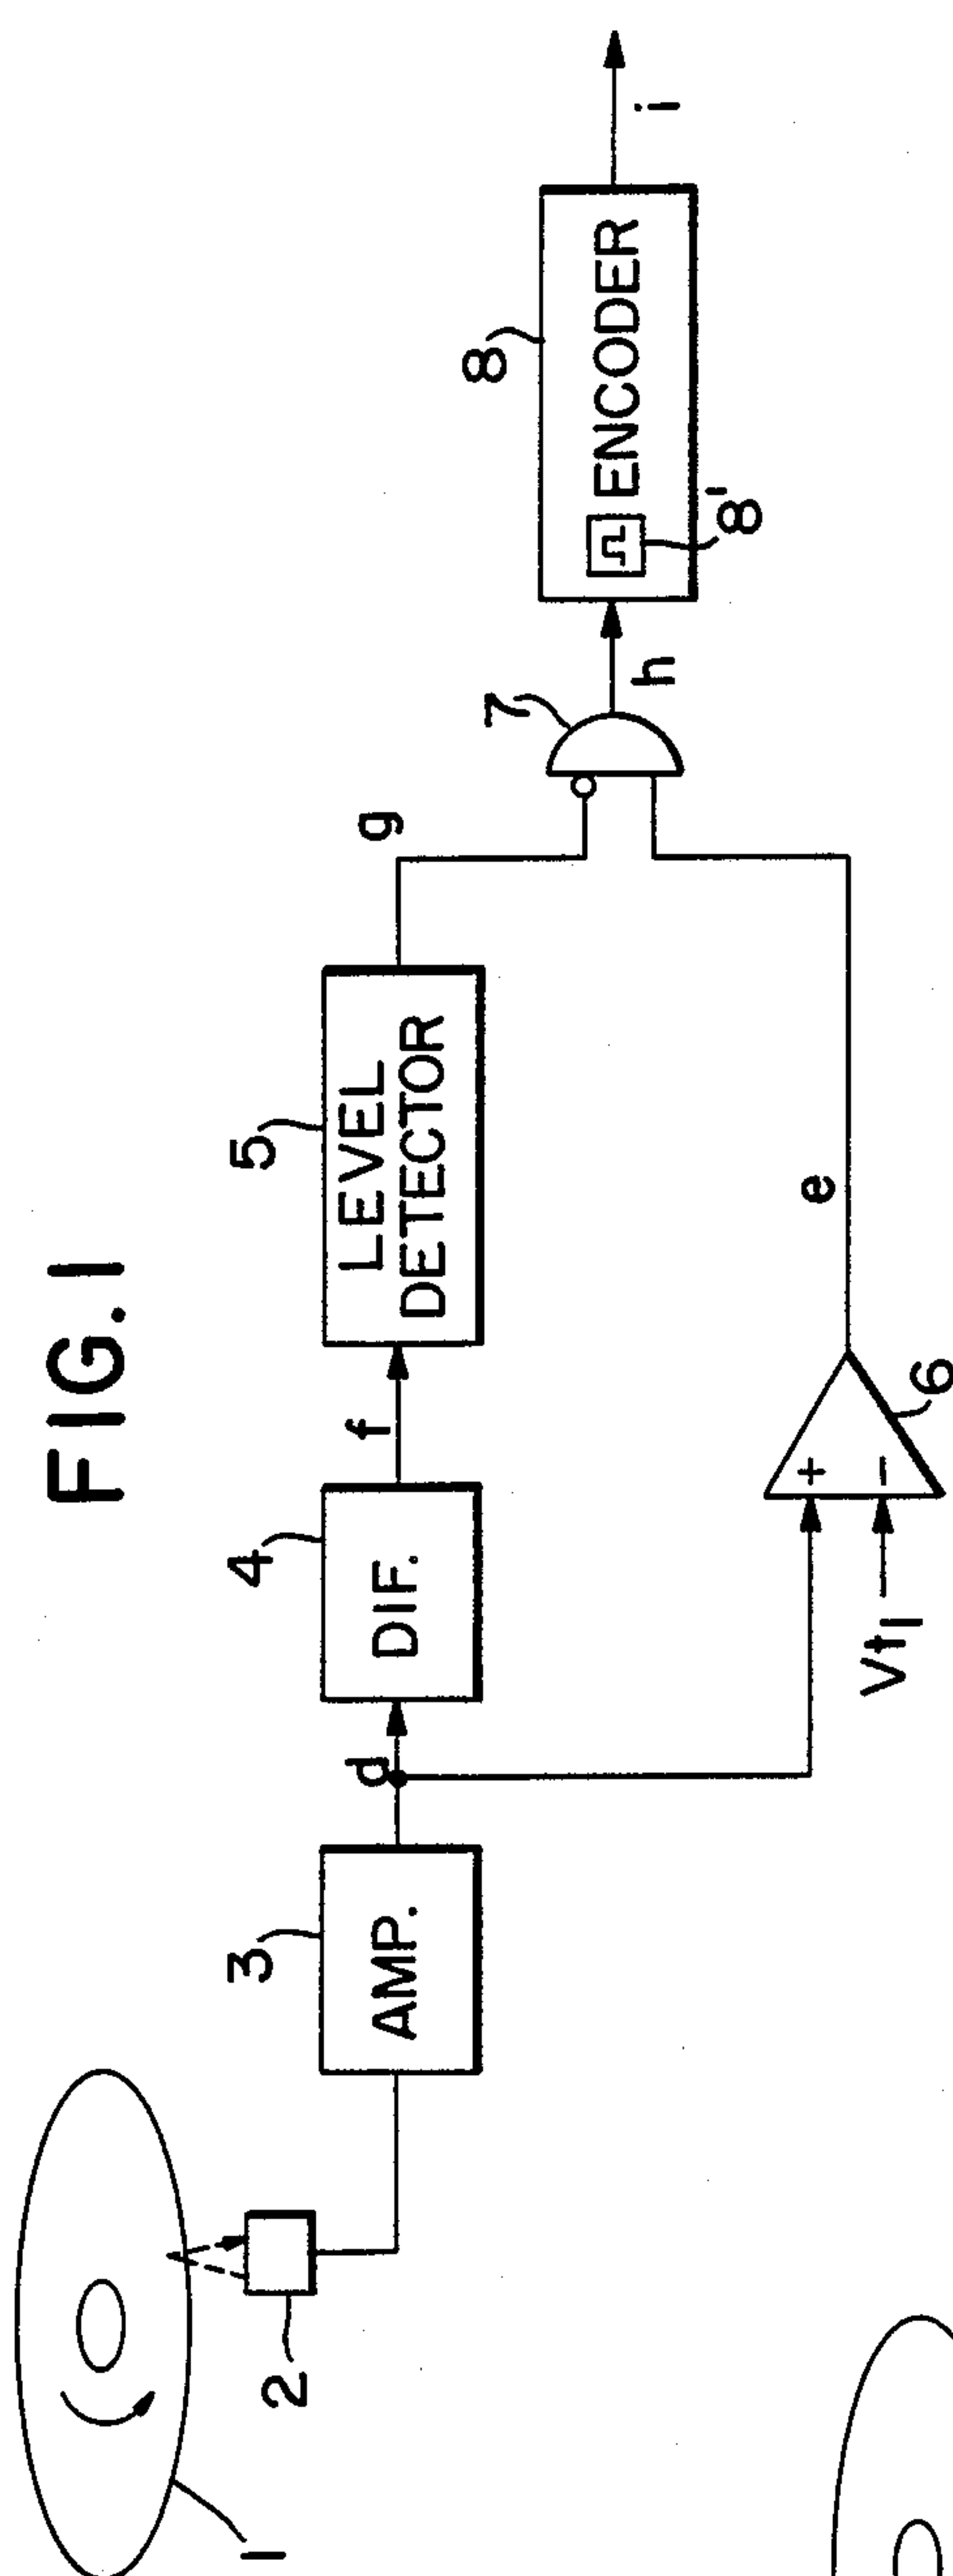 FIG. 1
1
2
3
AMP.
d
4
DIF.
f
5
LEVEL
DETECTOR
g
Vt1
+
-
6
e
7
h
8
ENCODER
8'
i